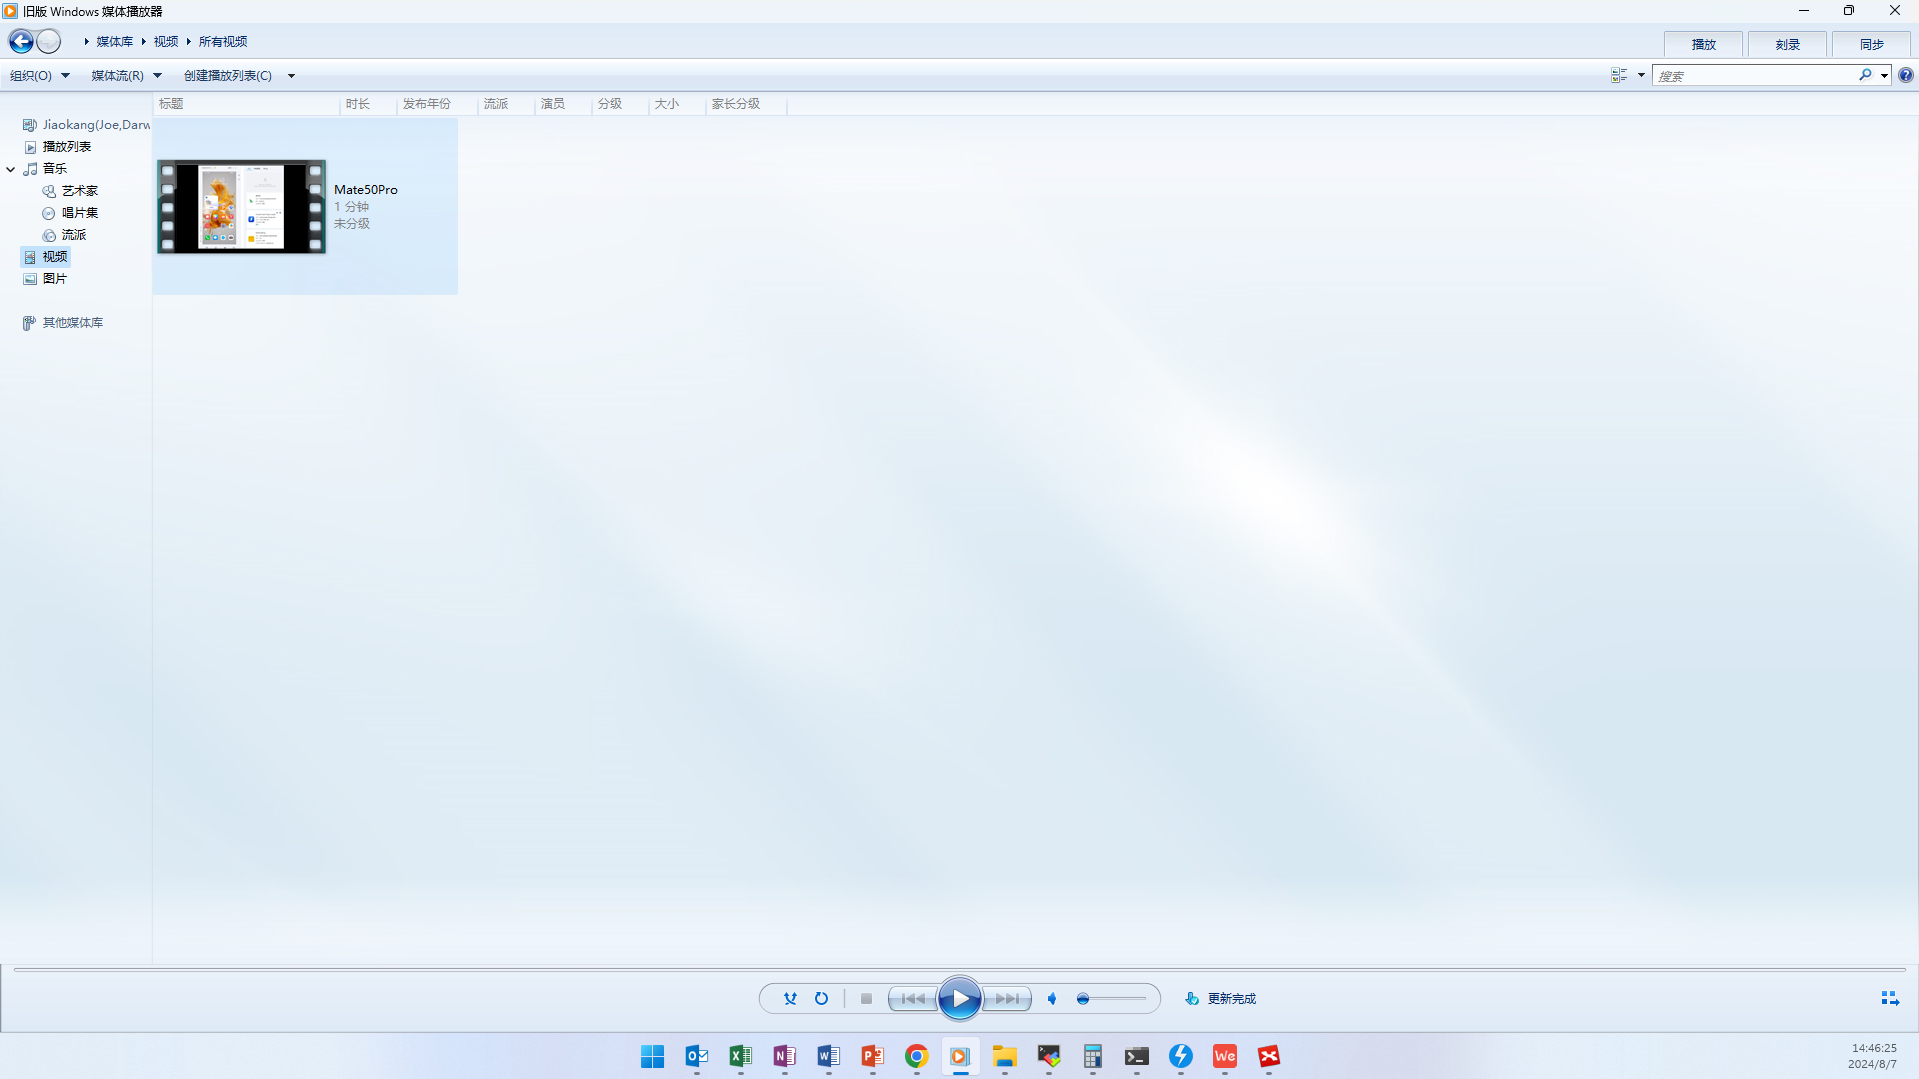 旧版 Windows 媒体播放器
媒体库 视频 所有视频
播放 刻录 同步
组织(O) 媒体流(R) 创建播放列表(C)
搜索
标题 时长 发布年份 流派 演员 分级 大小 家长分级
Jiaokang(Joe,Darw
播放列表
音乐
艺术家
唱片集
流派
视频
图片
其他媒体库
Mate50Pro
1 分钟
未分级
更新完成
14:46:25
2024/8/7